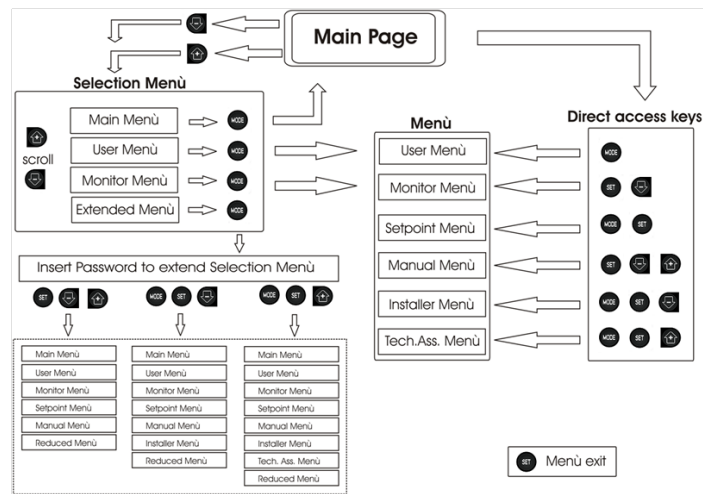 Main Page
Selection Menù
Main Menù MODE
User Menù MODE
scroll
Monitor Menù MODE
Extended Menù MODE
Insert Password to extend Selection Menù
SET - +
MODE SET -
MODE SET +
Main Menù
User Menù
Monitor Menù
Setpoint Menù
Manual Menù
Reduced Menù
Main Menù
User Menù
Monitor Menù
Setpoint Menù
Manual Menù
Installer Menù
Reduced Menù
Main Menù
User Menù
Monitor Menù
Setpoint Menù
Manual Menù
Installer Menù
Tech. Ass. Menù
Reduced Menù
Menù
User Menù
Monitor Menù
Setpoint Menù
Manual Menù
Installer Menù
Tech.Ass. Menù
Direct access keys
MODE
SET -
MODE SET
SET - +
MODE SET -
MODE SET +
SET Menù exit